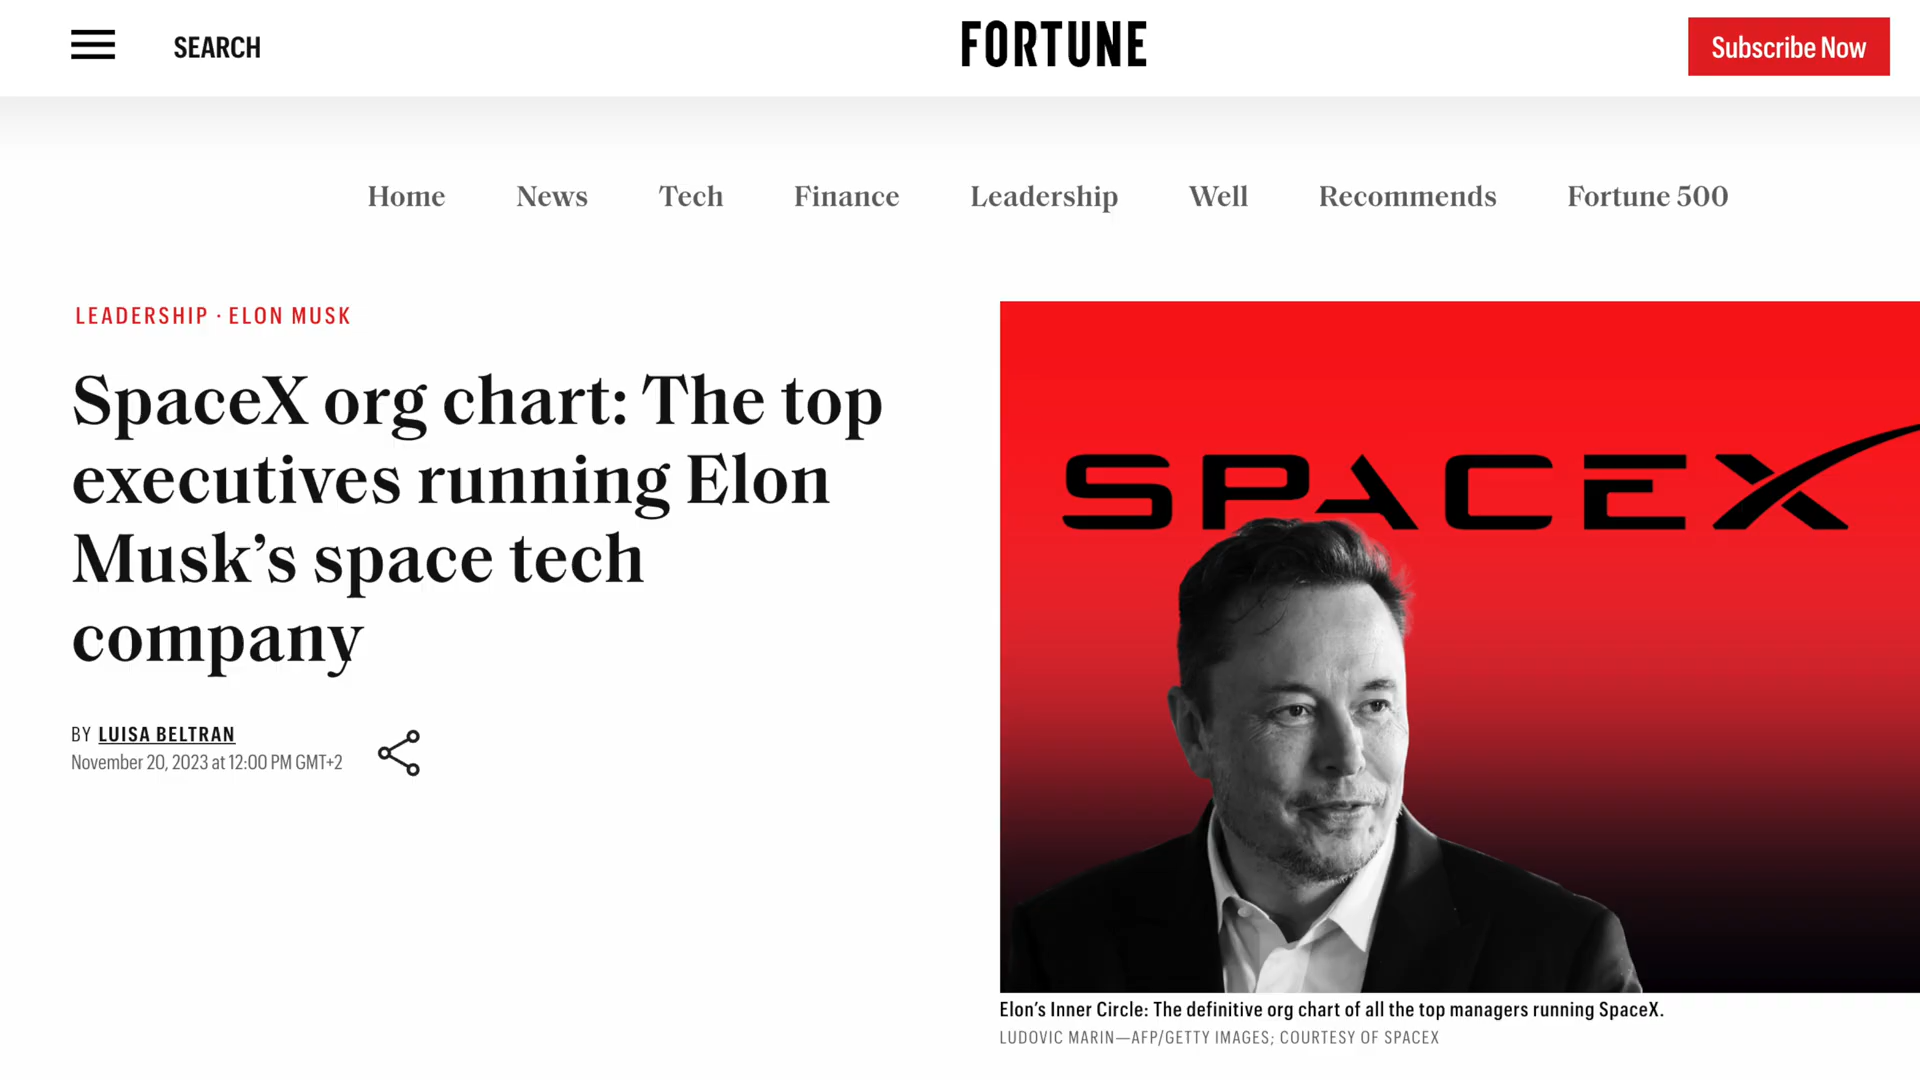 SEARCH
FORTUNE
Subscribe Now
Home News Tech Finance Leadership Well Recommends Fortune 500
LEADERSHIP · ELON MUSK
SpaceX org chart: The top
executives running Elon
Musk’s space tech
company
BY LUISA BELTRAN
November 20, 2023 at 12:00 PM GMT+2
SPACEX
Elon’s Inner Circle: The definitive org chart of all the top managers running SpaceX.
LUDOVIC MARIN—AFP/GETTY IMAGES; COURTESY OF SPACEX